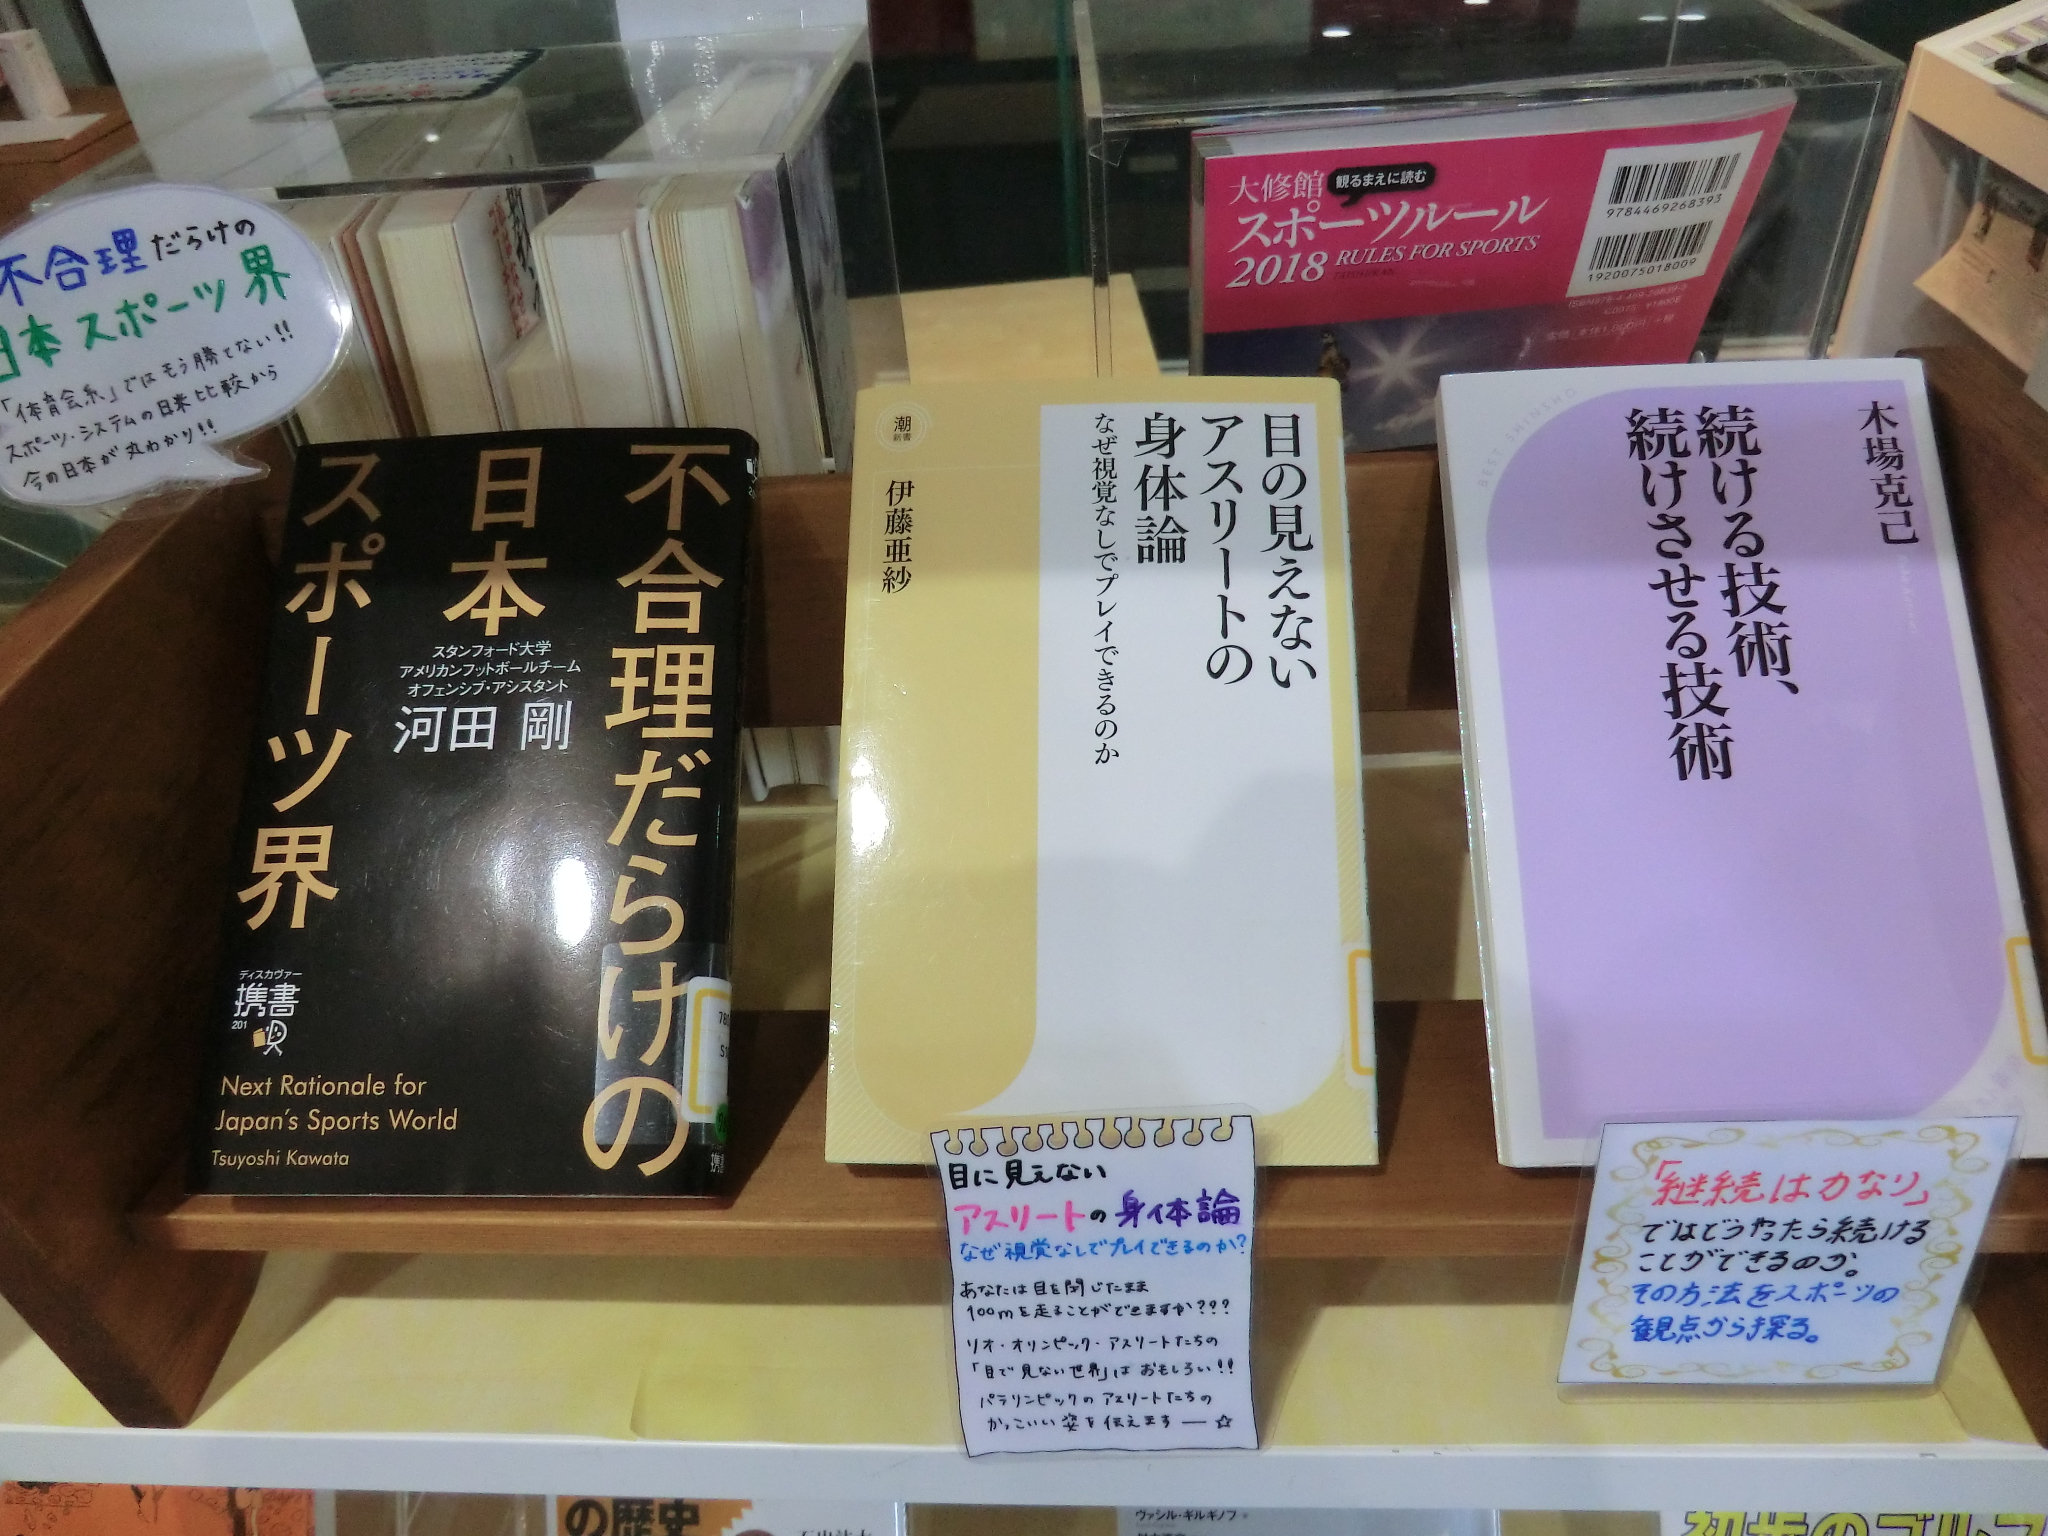 不合理だらけの
日本スポーツ界
「体育会系」ではもう勝てない!!
スポーツ・システムの日米比較から
今の日本が丸わかり!!
大修館
観るまえに読む
スポーツルール
2018 RULES FOR SPORTS
TAISHUKAN
9784469268393
1920075018009
不合理だらけの
日本
スポーツ界
スタンフォード大学
アメリカンフットボールチーム
オフェンシブ・アシスタント
河田 剛
ディスカヴァー
携書
201
Next Rationale for
Japan's Sports World
Tsuyoshi Kawata
潮
新書
目の見えない
アスリートの
身体論
なぜ視覚なしでプレイできるのか
伊藤亜紗
BEST SHINSHO
木場克己
続ける技術、
続けさせる技術
目に見えない
アスリートの身体論
なぜ視覚なしでプレイできるのか?
あなたは目を閉じたまま
100mを走ることができますか???
リオ・オリンピック・アスリートたちの
「目で見ない世界」はおもしろい!!
パラリンピックのアスリートたちの
かっこいい姿を伝えます―☆
「継続は力なり」
ではどうやったら続ける
ことができるのか。
その方法をスポーツの
観点から探る。
の歴史
ヴァシル・ギルギノフ